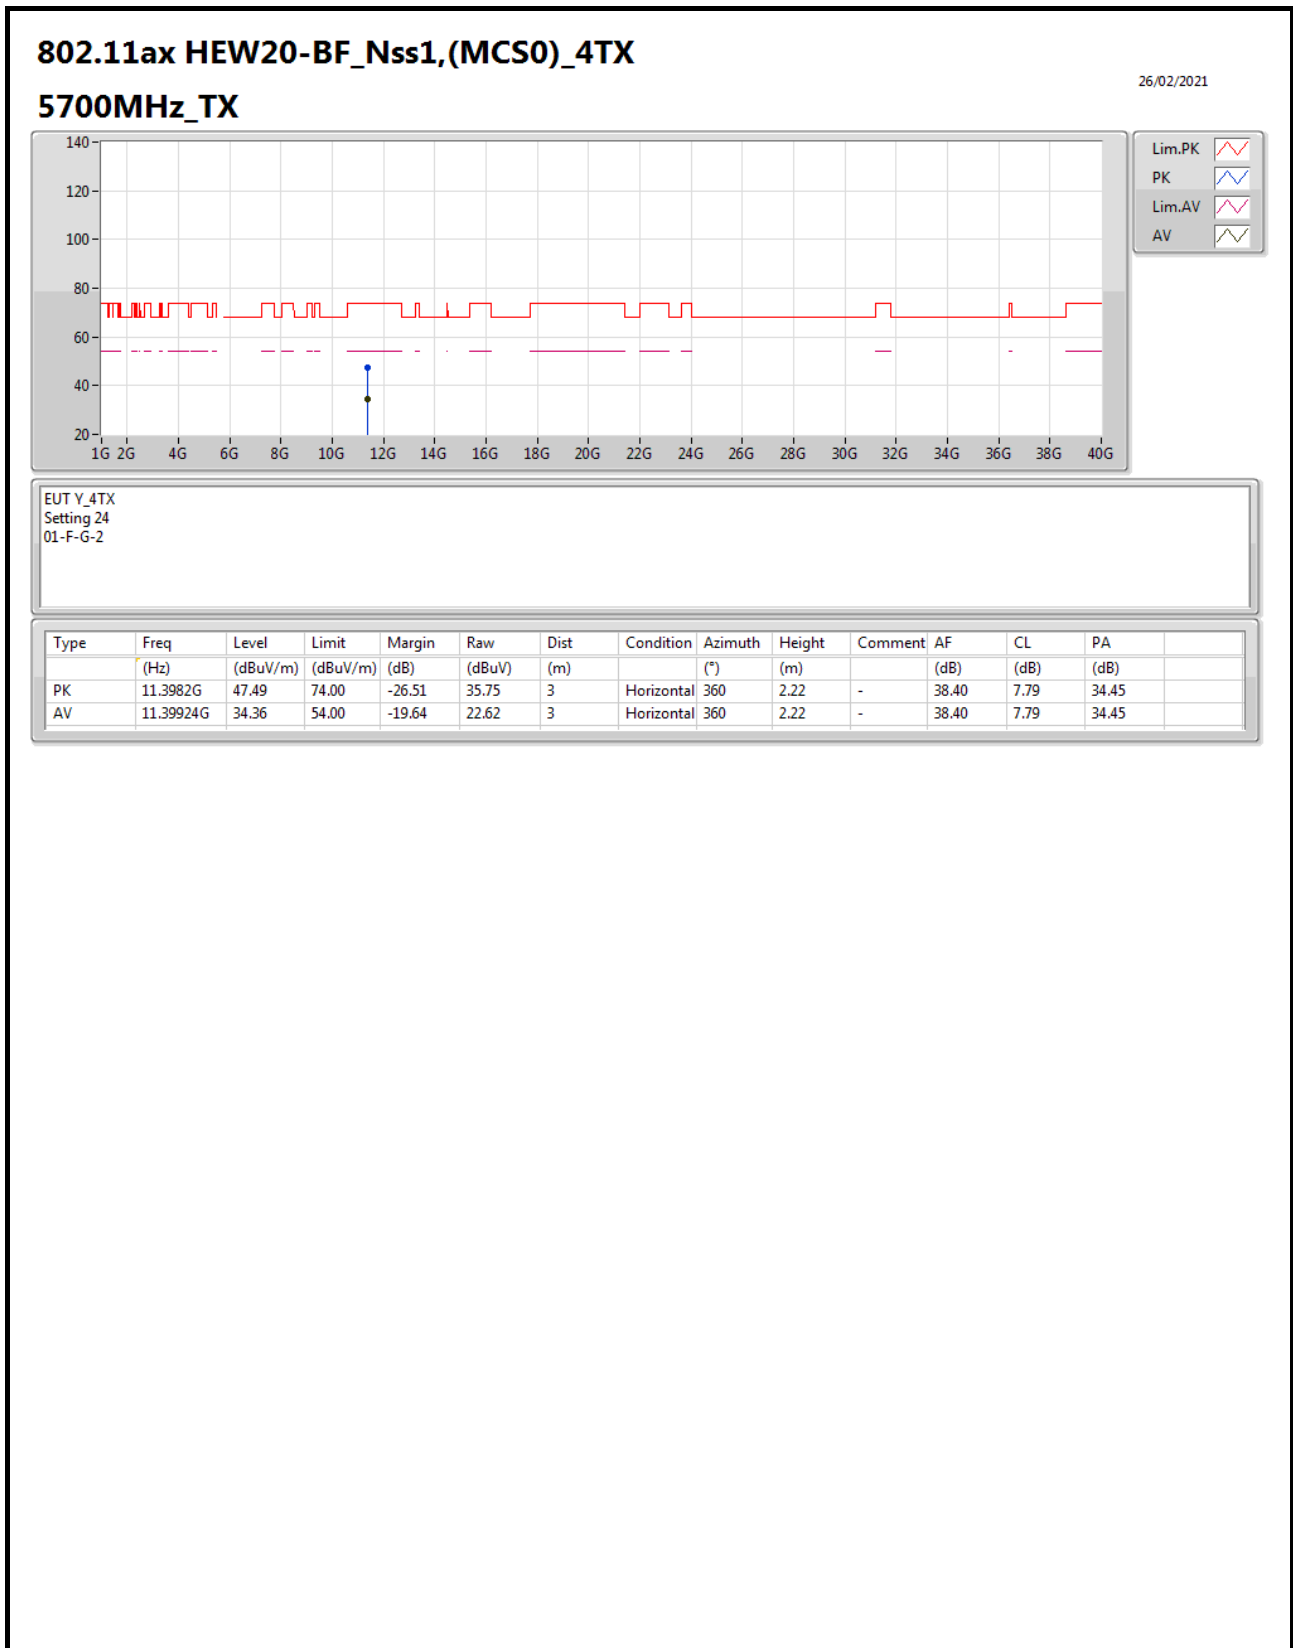 802.11ax HEW20-BF_Nss1,(MCS0)_4TX
26/02/2021
5700MHz_TX
140
120
100
80
60
40
20
1G 2G 4G 6G 8G 10G 12G 14G 16G 18G 20G 22G 24G 26G 28G 30G 32G 34G 36G 38G 40G
Lim.PK
PK
Lim.AV
AV
EUT Y_4TX
Setting 24
01-F-G-2
Type Freq Level Limit Margin Raw Dist Condition Azimuth Height Comment AF CL PA
(Hz) (dBuV/m) (dBuV/m) (dB) (dBuV) (m) (°) (m) (dB) (dB) (dB)
PK 11.3982G 47.49 74.00 -26.51 35.75 3 Horizontal 360 2.22 - 38.40 7.79 34.45
AV 11.39924G 34.36 54.00 -19.64 22.62 3 Horizontal 360 2.22 - 38.40 7.79 34.45